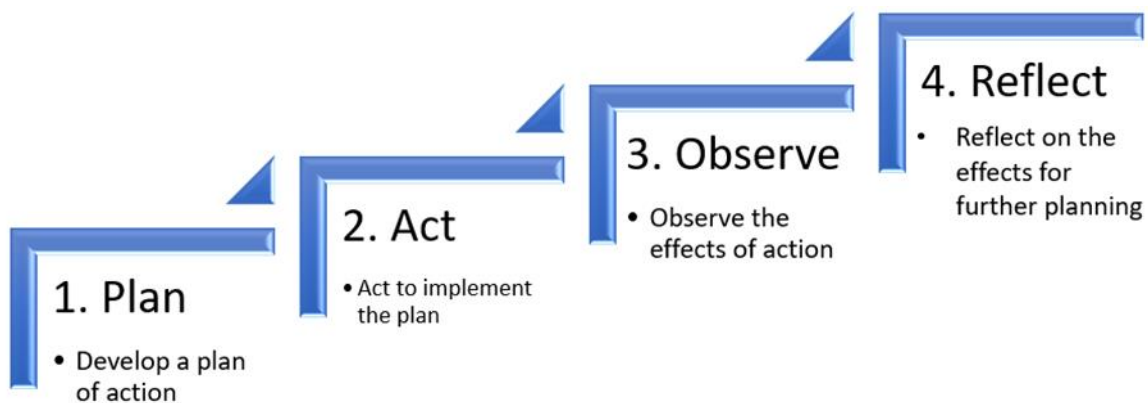 1. Plan
• Develop a plan
of action
2. Act
• Act to implement
the plan
3. Observe
• Observe the
effects of action
4. Reflect
• Reflect on the
effects for
further planning